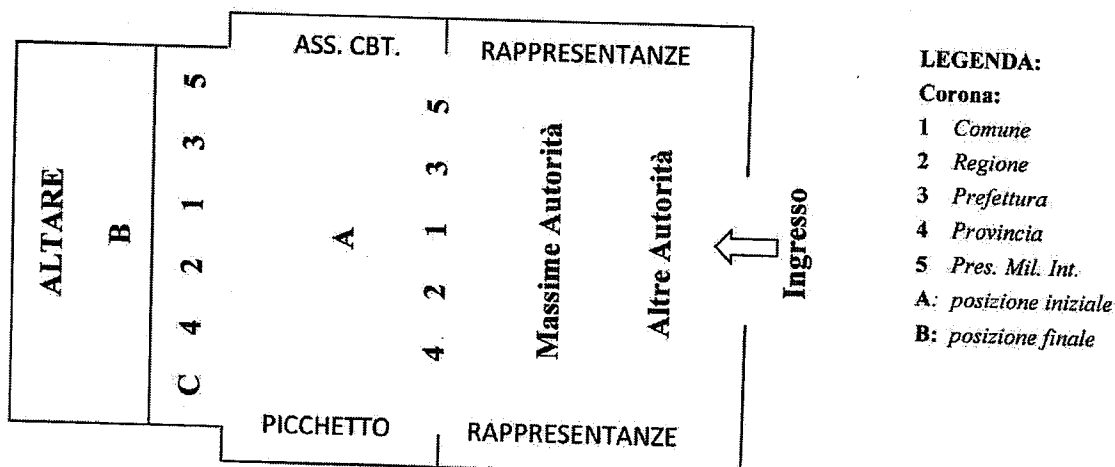 ASS. CBT.
RAPPRESENTANZE
ALTARE
B
5
3
1
2
4
C
A
5
3
1
2
4
Massime Autorità
Altre Autorità
Ingresso
PICCHETTO
RAPPRESENTANZE
LEGENDA:
Corona:
1 Comune
2 Regione
3 Prefettura
4 Provincia
5 Pres. Mil. Int.
A: posizione iniziale
B: posizione finale